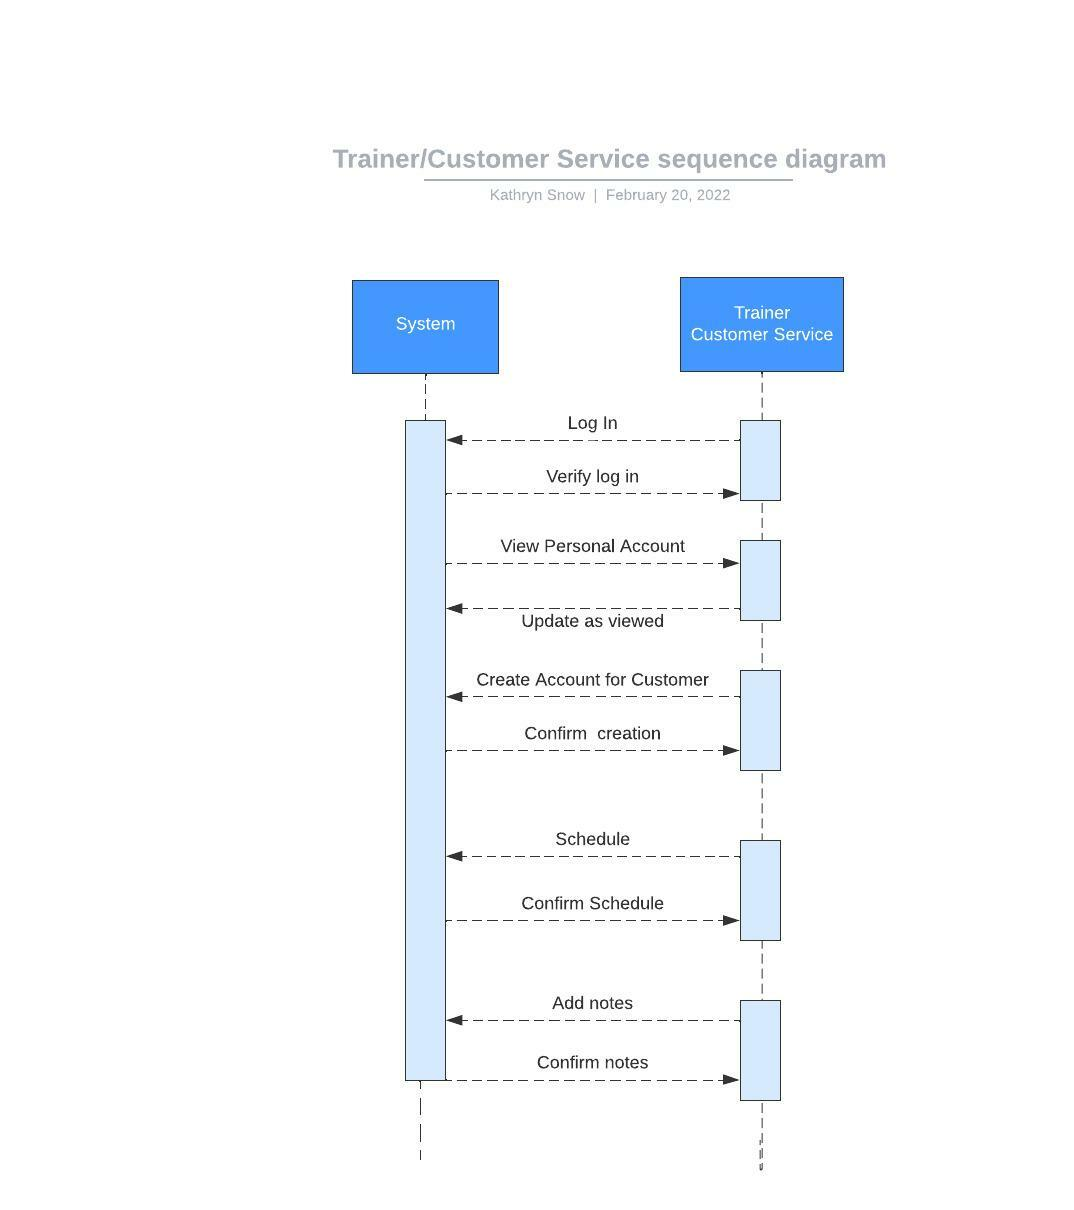 Trainer/Customer Service sequence diagram
Kathryn Snow | February 20, 2022
System
Trainer
Customer Service
Log In
Verify log in
View Personal Account
Update as viewed
Create Account for Customer
Confirm  creation
Schedule
Confirm Schedule
Add notes
Confirm notes